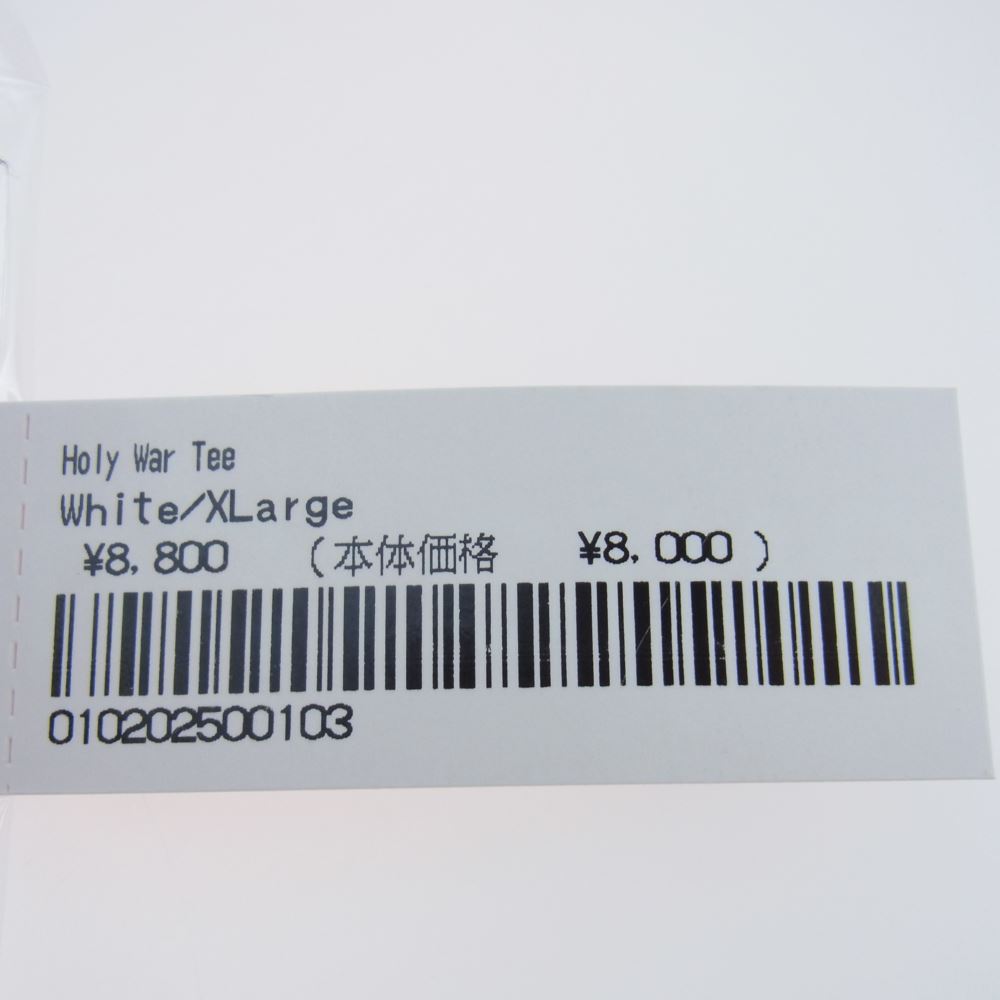 Holy War Tee
White/XLarge
¥8,800 (本体価格 ¥8,000 )
010202500103